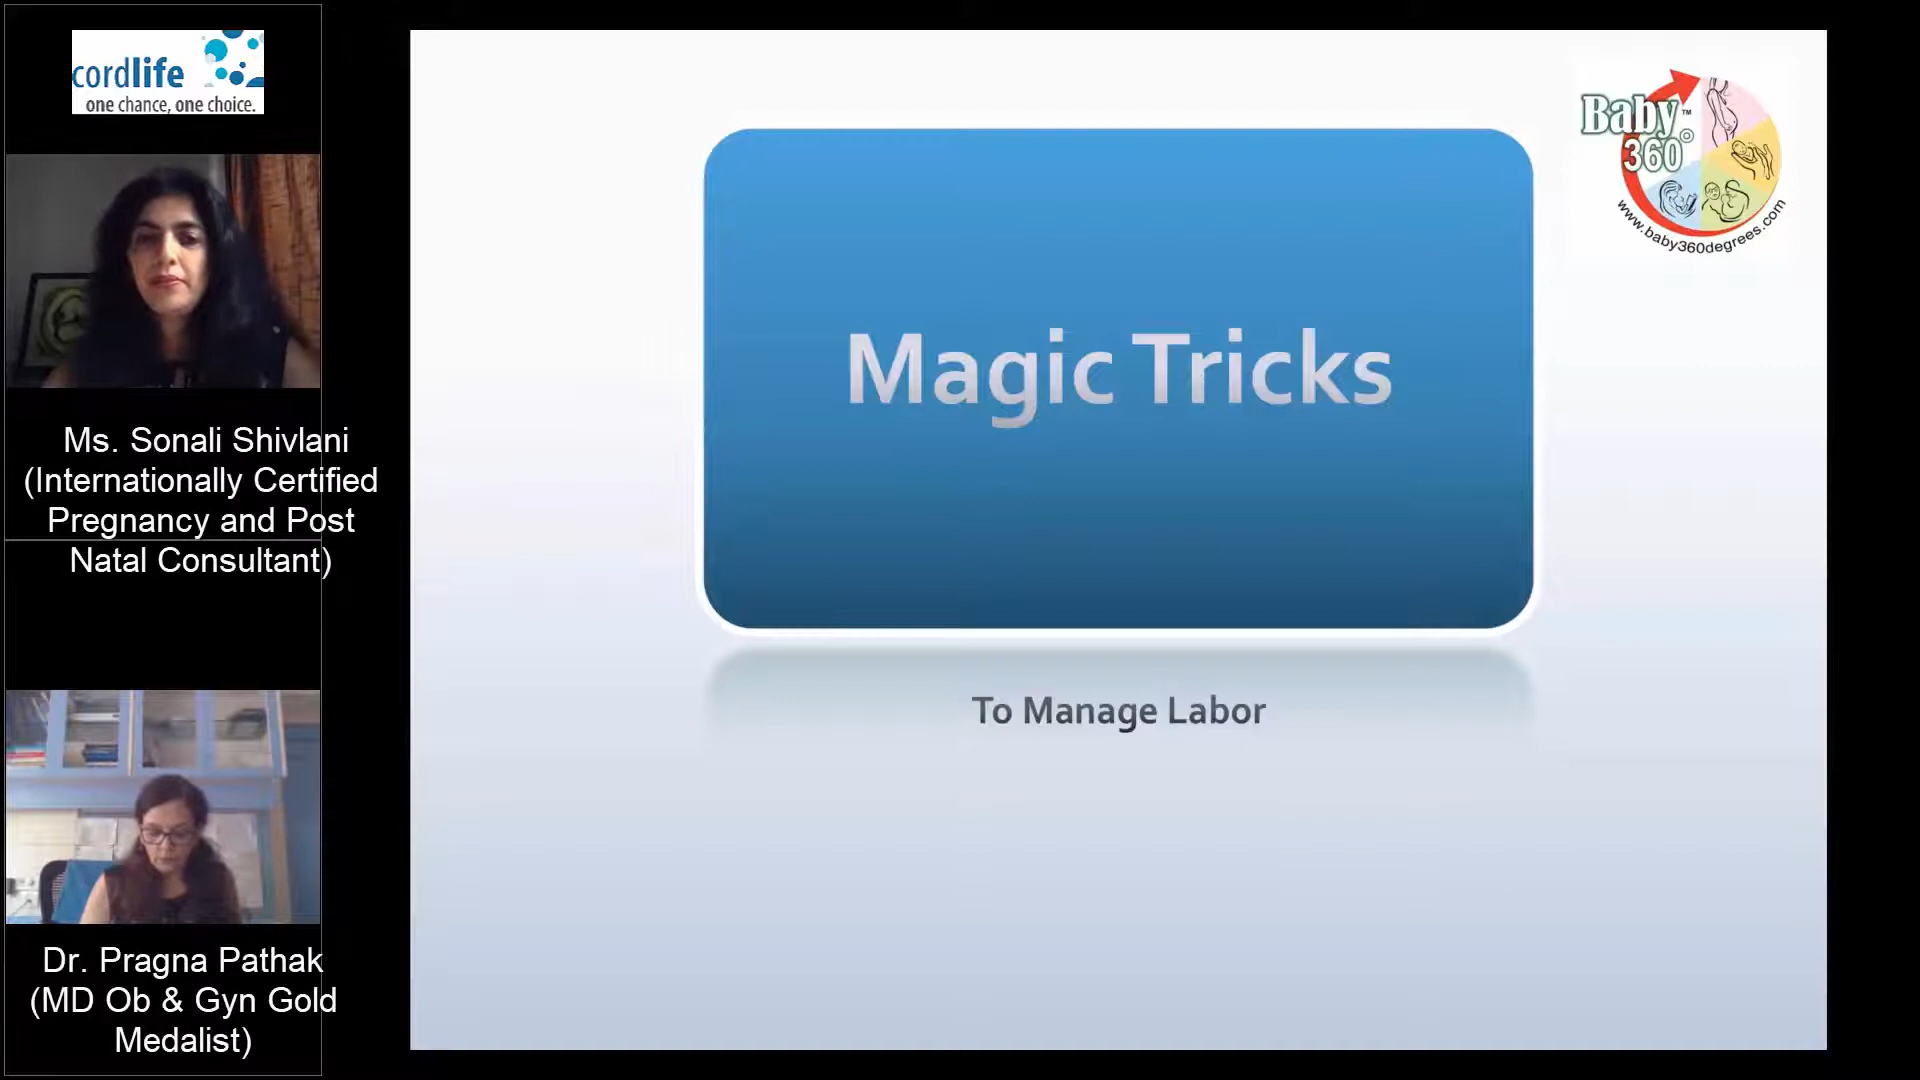 cordlife
one chance, one choice.
Ms. Sonali Shivlani
(Internationally Certified
Pregnancy and Post
Natal Consultant)
Dr. Pragna Pathak
(MD Ob & Gyn Gold
Medalist)
Magic Tricks
To Manage Labor
Baby™
360°
www.baby360degrees.com